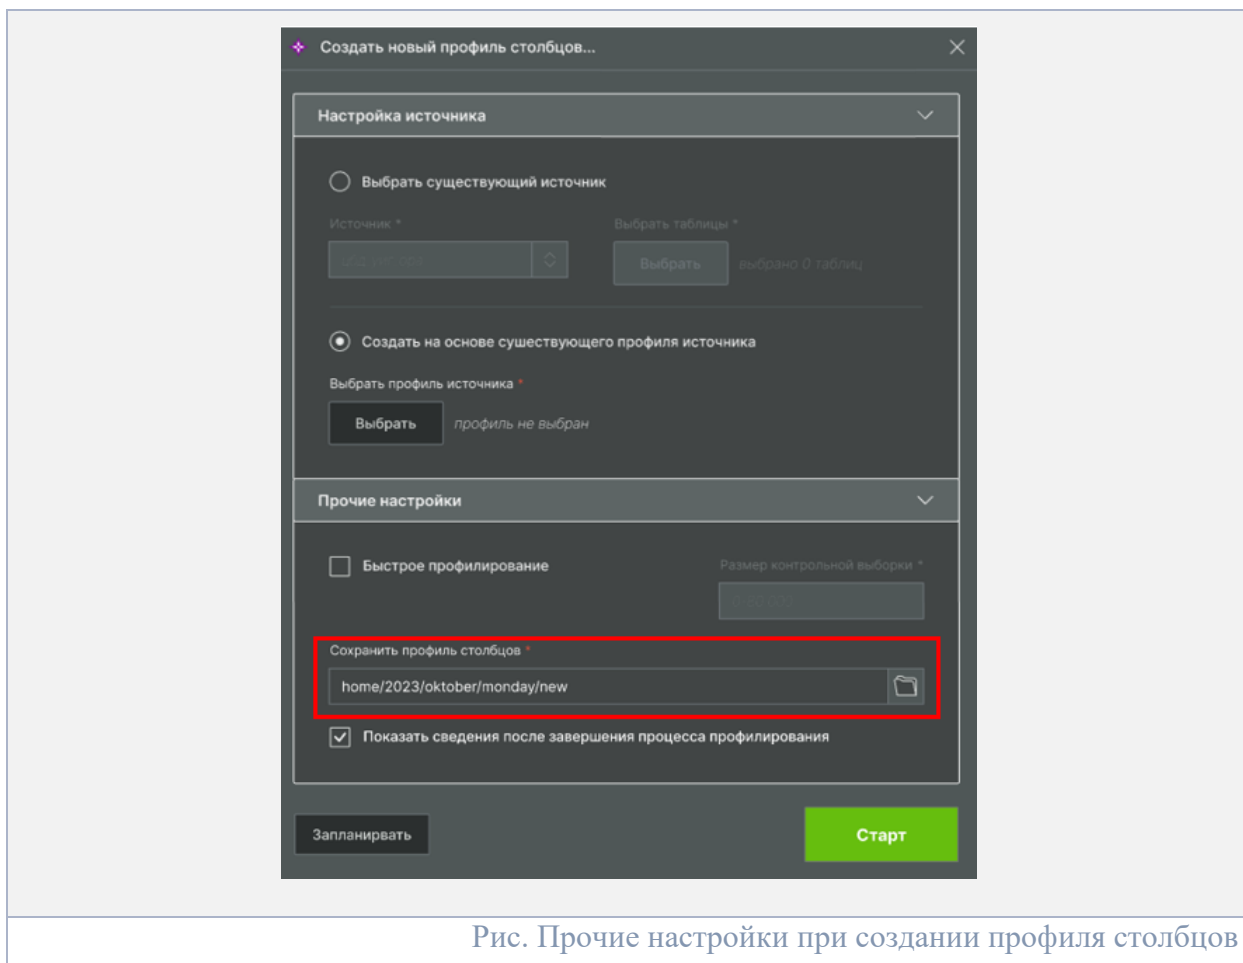 Создать новый профиль столбцов...
Настройка источника
Выбрать существующий источник
Источник * Выбрать таблицы *
Выбрать выбрано 0 таблиц
Создать на основе сушествующего профиля источника
Выбрать профиль источника *
Выбрать профиль не выбран
Прочие настройки
Быстрое профилирование Размер контрольной выборки *
Сохранить профиль столбцов *
home/2023/oktober/monday/new
Показать сведения после завершения процесса профилирования
Запланирвать Старт
Рис. Прочие настройки при создании профиля столбцов